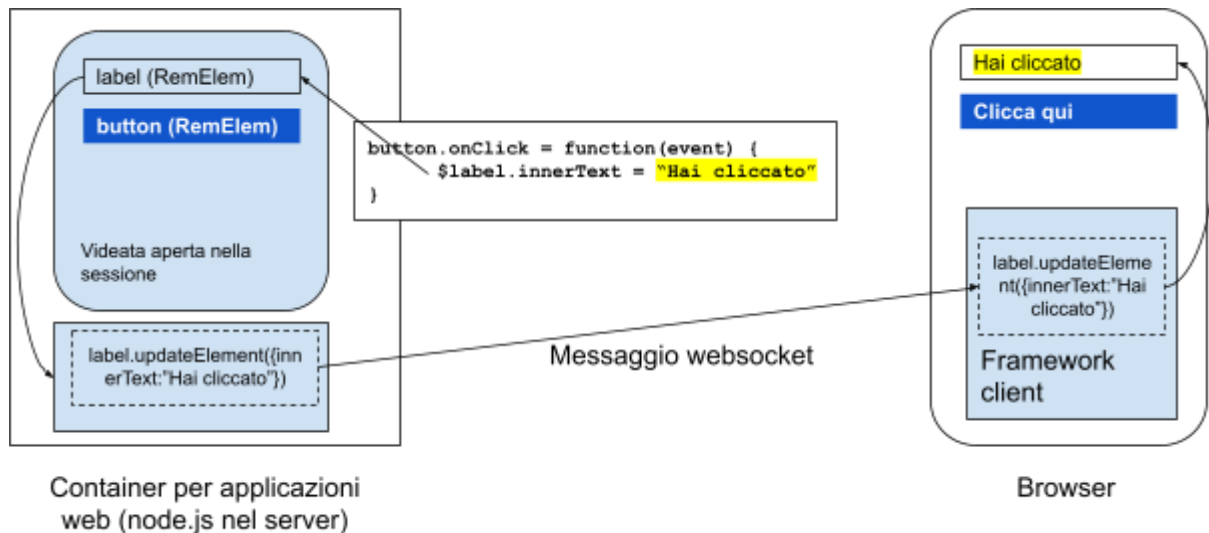 label (RemElem)
button (RemElem)
Videata aperta nella
sessione
label.updateElement({inn
erText:"Hai cliccato"})
Container per applicazioni
web (node.js nel server)
button.onClick = function(event) {
$label.innerText = “Hai cliccato”
}
Messaggio websocket
Hai cliccato
Clicca qui
label.updateEleme
nt({innerText:"Hai
cliccato"})
Framework
client
Browser